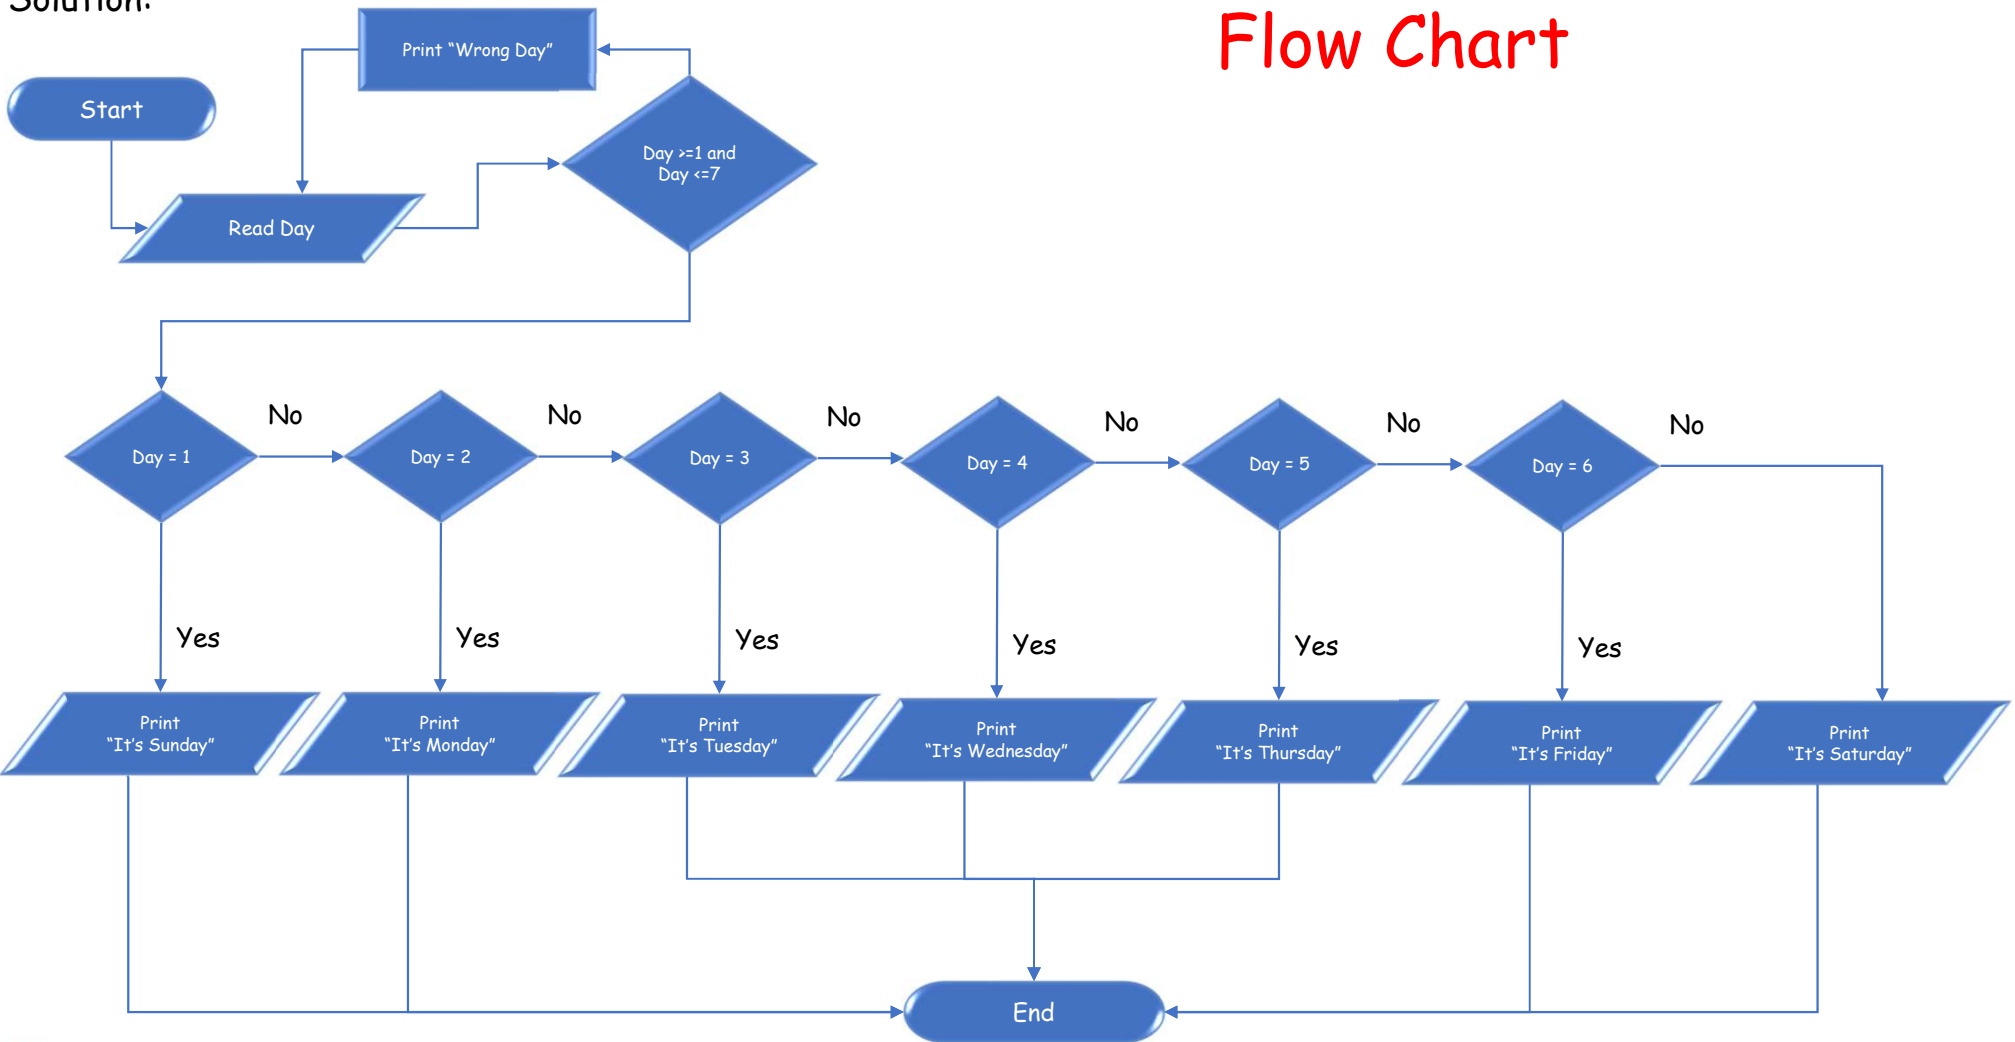 Solution:
Flow Chart
Print “Wrong Day”
Start
Day >=1 and
Day <=7
Read Day
No
No
No
No
No
No
Day = 1
Day = 2
Day = 3
Day = 4
Day = 5
Day = 6
Yes
Yes
Yes
Yes
Yes
Yes
Print
“It’s Sunday”
Print
“It’s Monday”
Print
“It’s Tuesday”
Print
“It’s Wednesday”
Print
“It’s Thursday”
Print
“It’s Friday”
Print
“It’s Saturday”
End